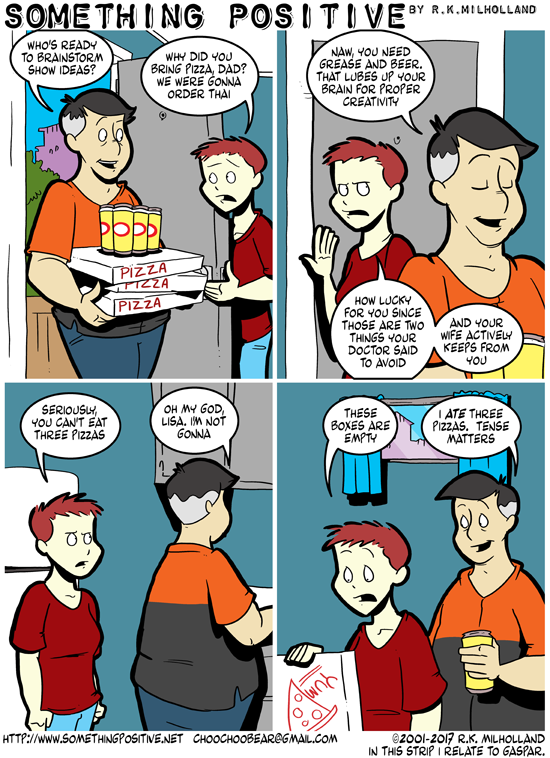 SOMETHING POSITIVE BY R.K.MILHOLLAND
WHO'S READY
TO BRAINSTORM
SHOW IDEAS?
WHY DID YOU
BRING PIZZA, DAD?
WE WERE GONNA
ORDER THAI
PIZZA
PIZZA
PIZZA
NAW, YOU NEED
GREASE AND BEER.
THAT LUBES UP YOUR
BRAIN FOR PROPER
CREATIVITY
HOW LUCKY
FOR YOU SINCE
THOSE ARE TWO
THINGS YOUR
DOCTOR SAID
TO AVOID
AND YOUR
WIFE ACTIVELY
KEEPS FROM
YOU
SERIOUSLY,
YOU CAN'T EAT
THREE PIZZAS
OH MY GOD,
LISA. I'M NOT
GONNA
THESE
BOXES ARE
EMPTY
I ATE THREE
PIZZAS. TENSE
MATTERS
HTTP://WWW.SOMETHINGPOSITIVE.NET CHOOCHOOBEAR@GMAIL.COM
©2001-2017 R.K. MILHOLLAND
IN THIS STRIP I RELATE TO GASPAR.